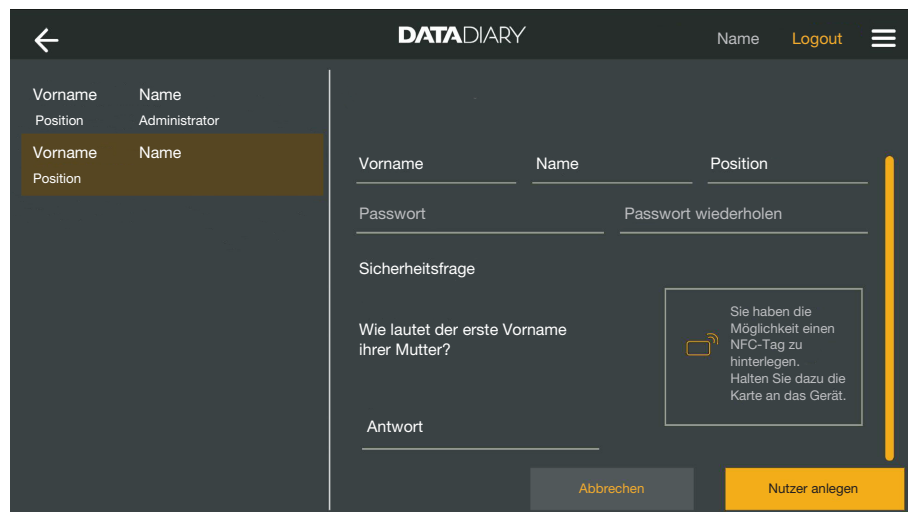 DATADIARY
Name Logout
Vorname Name
Position Administrator
Vorname Name
Position
Vorname Name Position
Passwort Passwort wiederholen
Sicherheitsfrage
Wie lautet der erste Vorname
ihrer Mutter?
Sie haben die
Möglichkeit einen
NFC-Tag zu
hinterlegen.
Halten Sie dazu die
Karte an das Gerät.
Antwort
Abbrechen Nutzer anlegen